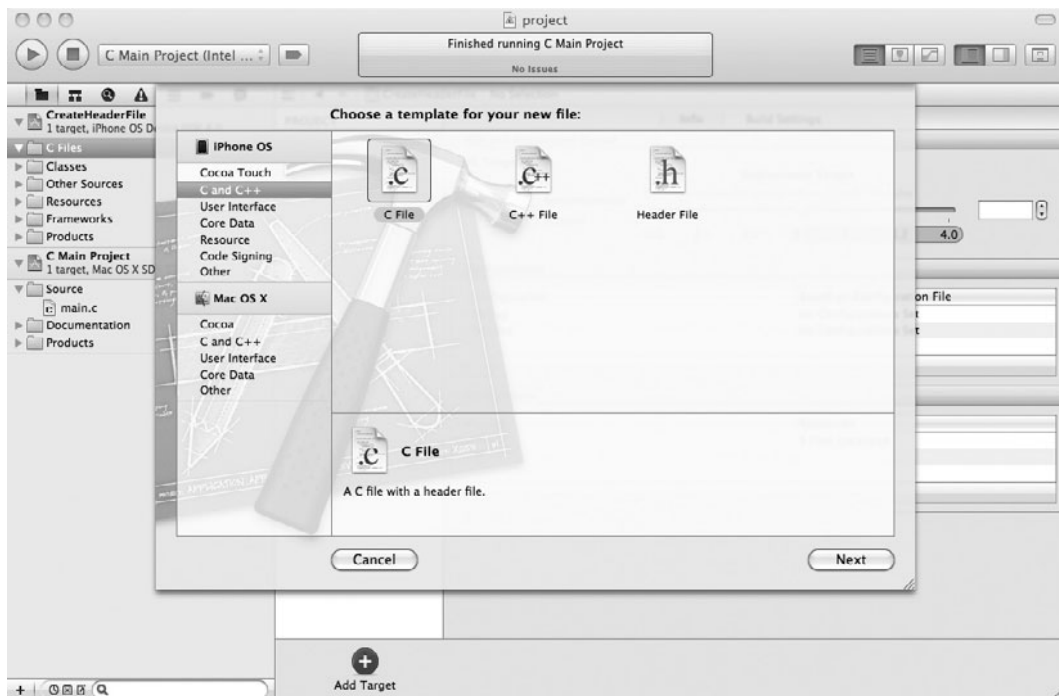 project
C Main Project (Intel ...
Finished running C Main Project
No Issues
CreateHeaderFile
1 target, iPhone OS D
C Files
Classes
Other Sources
Resources
Frameworks
Products
C Main Project
1 target, Mac OS X SD
Source
main.c
Documentation
Products
Choose a template for your new file:
iPhone OS
Cocoa Touch
C and C++
User Interface
Core Data
Resource
Code Signing
Other
Mac OS X
Cocoa
C and C++
User Interface
Core Data
Other
.c
C File
.C++
C++ File
.h
Header File
.c
C File
A C file with a header file.
Cancel
Next
Info
Build Settings
4.0
on File
Add Target